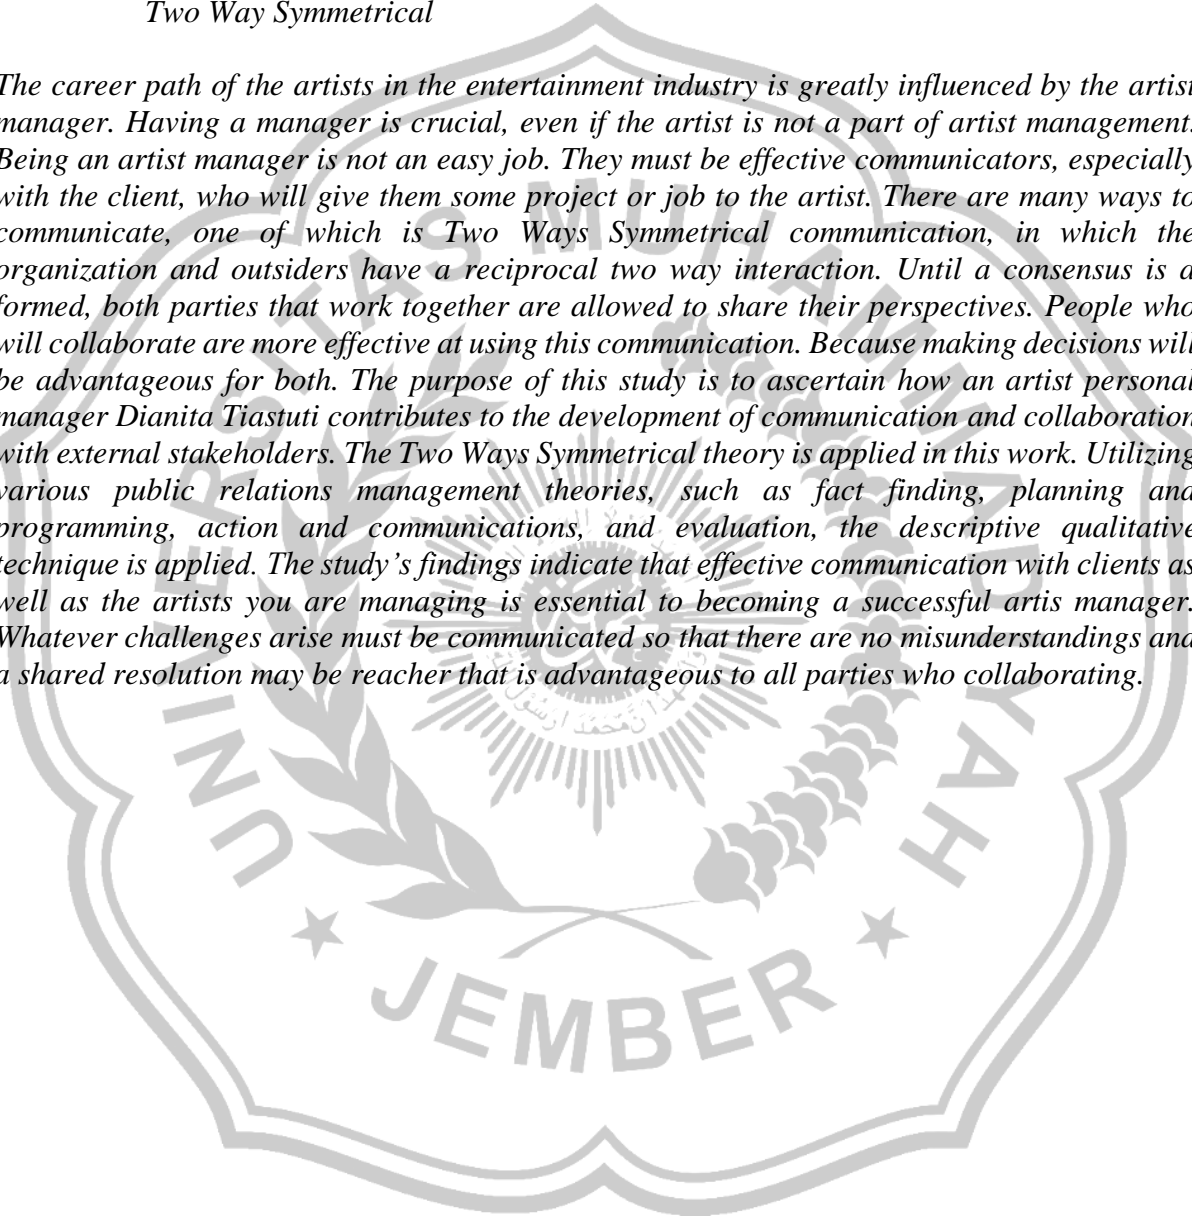 Two Way Symmetrical
The career path of the artists in the entertainment industry is greatly influenced by the artist
manager. Having a manager is crucial, even if the artist is not a part of artist management.
Being an artist manager is not an easy job. They must be effective communicators, especially
with the client, who will give them some project or job to the artist. There are many ways to
communicate, one of which is Two Ways Symmetrical communication, in which the
organization and outsiders have a reciprocal two way interaction. Until a consensus is a
formed, both parties that work together are allowed to share their perspectives. People who
will collaborate are more effective at using this communication. Because making decisions will
be advantageous for both. The purpose of this study is to ascertain how an artist personal
manager Dianita Tiastuti contributes to the development of communication and collaboration
with external stakeholders. The Two Ways Symmetrical theory is applied in this work. Utilizing
various public relations management theories, such as fact finding, planning and
programming, action and communications, and evaluation, the descriptive qualitative
technique is applied. The study's findings indicate that effective communication with clients as
well as the artists you are managing is essential to becoming a successful artis manager.
Whatever challenges arise must be communicated so that there are no misunderstandings and
a shared resolution may be reacher that is advantageous to all parties who collaborating.
UNIVERSITAS MUHAMMADIYAH
JEMBER